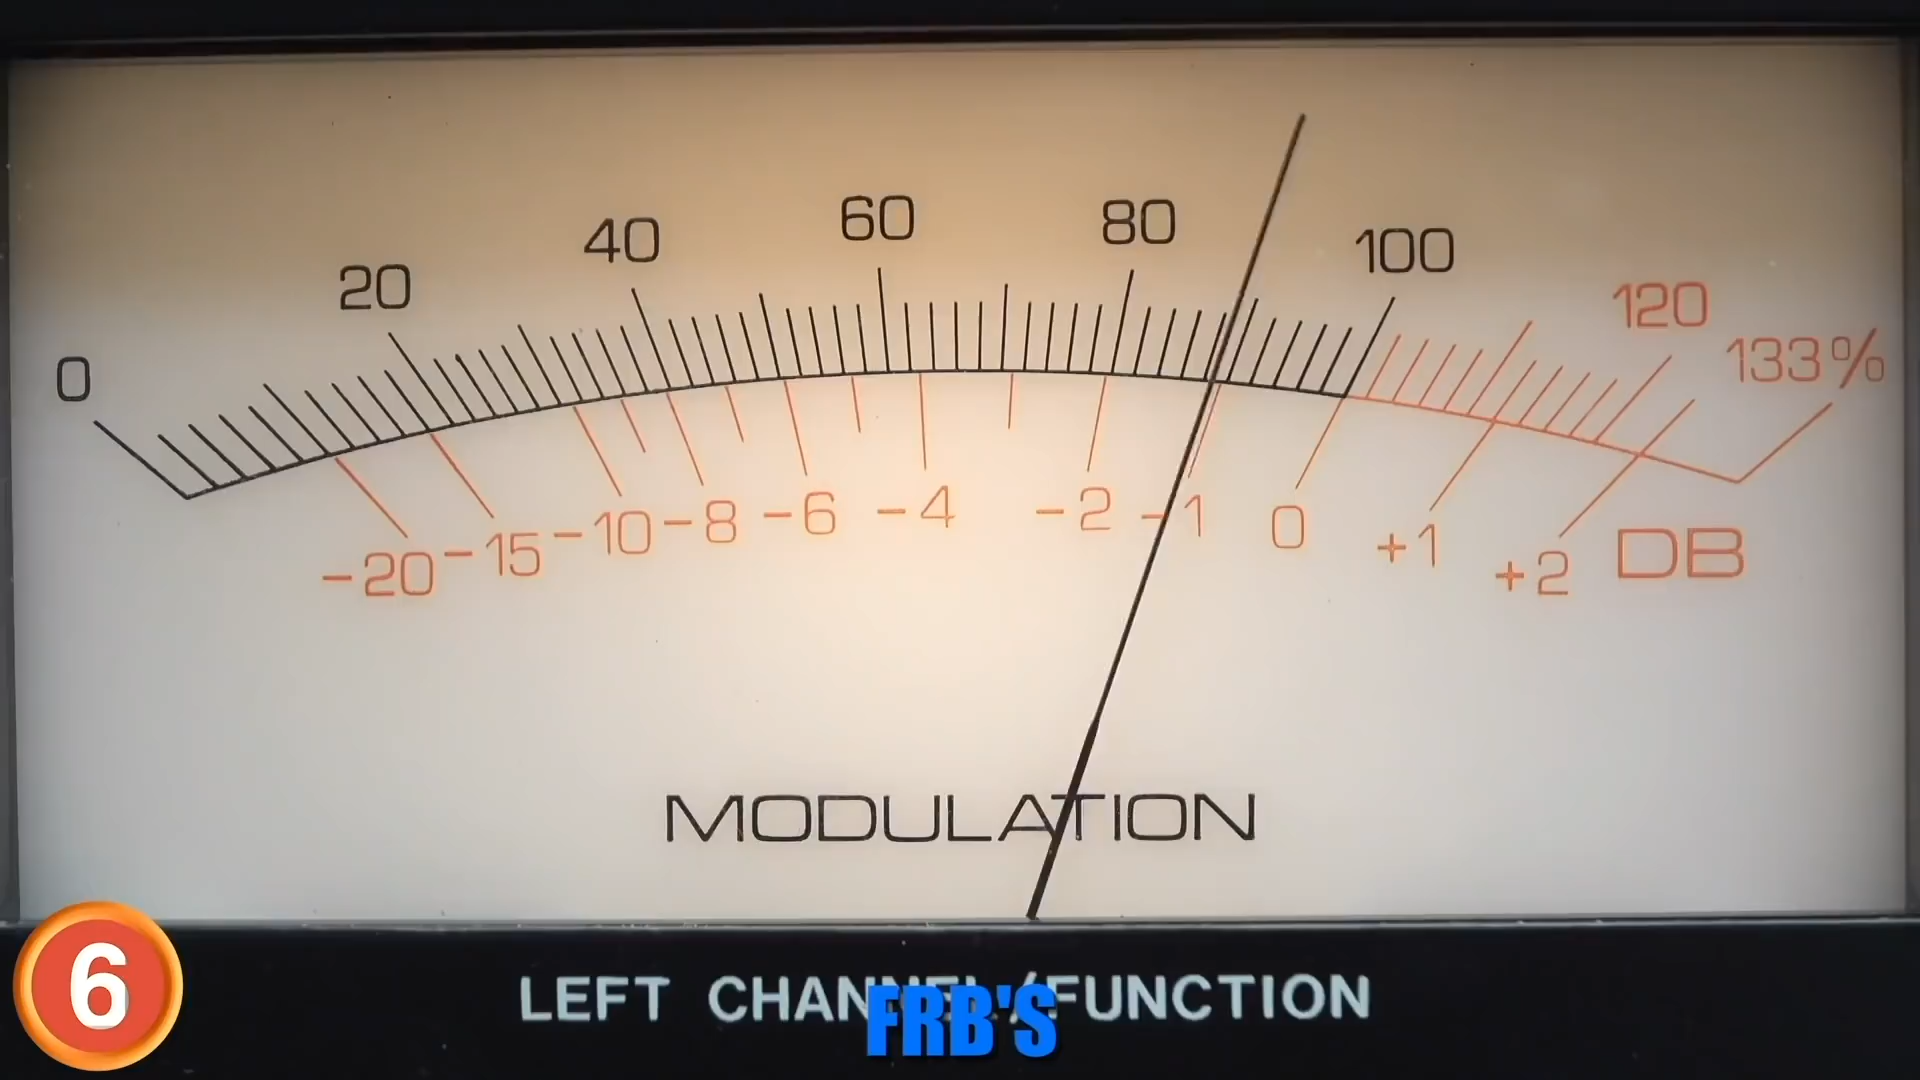 0 20 40 60 80 100 120 133%
-20 -15 -10 -8 -6 -4 -2 -1 0 +1 +2 DB
MODULATION
LEFT CHANNEL/FUNCTION
FRB'S
6